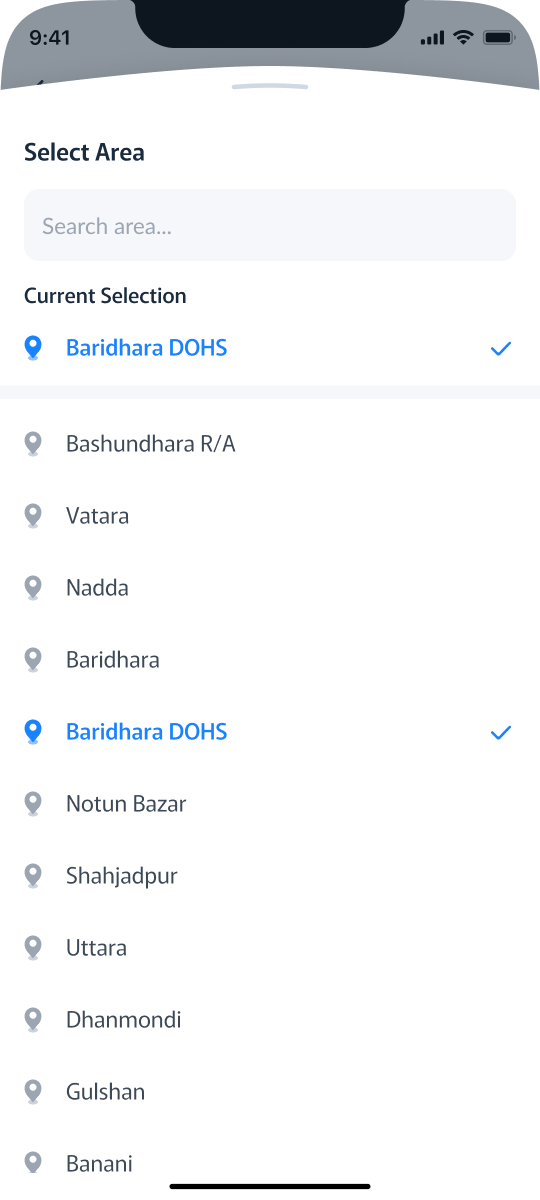 9:41
Select Area
Search area...
Current Selection
Baridhara DOHS
Bashundhara R/A
Vatara
Nadda
Baridhara
Baridhara DOHS
Notun Bazar
Shahjadpur
Uttara
Dhanmondi
Gulshan
Banani